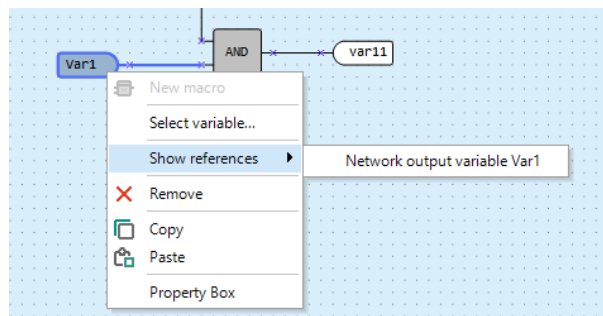 AND
var11
Var1
New macro
Select variable...
Show references
Network output variable Var1
Remove
Copy
Paste
Property Box